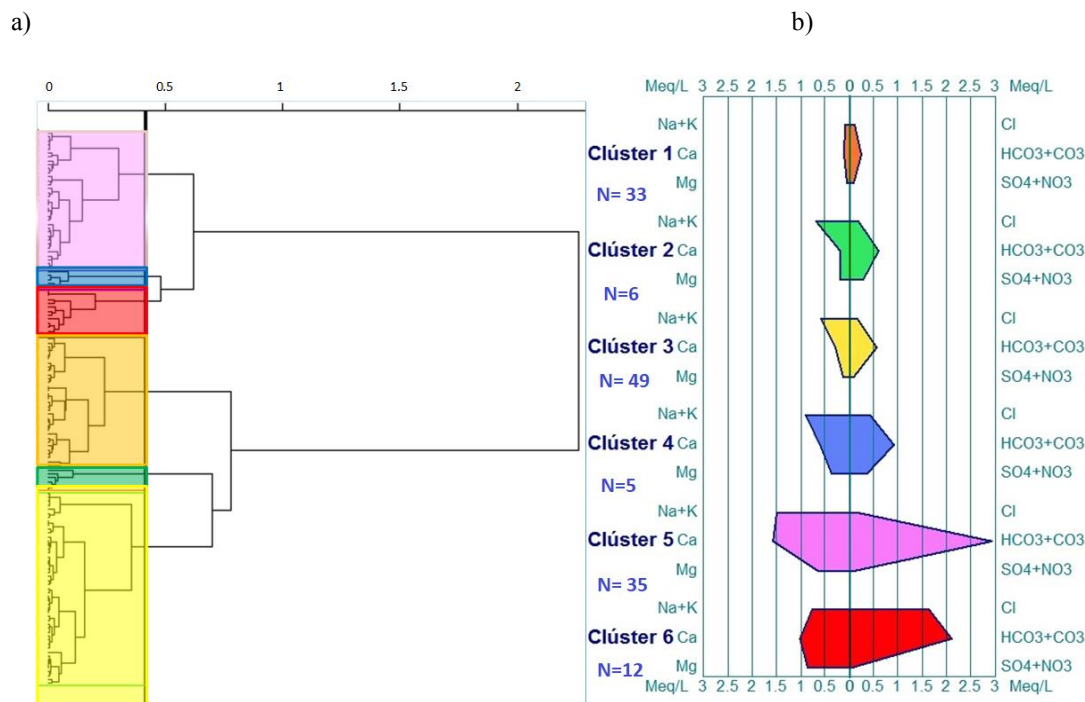 a)
b)
0 0.5 1 1.5 2
Meq/L 3 2.5 2 1.5 1 0.5 0 0.5 1 1.5 2 2.5 3 Meq/L
Na+K Cl
Clúster 1 Ca HCO3+CO3
Mg SO4+NO3
N= 33
Na+K Cl
Clúster 2 Ca HCO3+CO3
Mg SO4+NO3
N=6
Na+K Cl
Clúster 3 Ca HCO3+CO3
Mg SO4+NO3
N= 49
Na+K Cl
Clúster 4 Ca HCO3+CO3
Mg SO4+NO3
N=5
Na+K Cl
Clúster 5 Ca HCO3+CO3
Mg SO4+NO3
N= 35
Na+K Cl
Clúster 6 Ca HCO3+CO3
Mg SO4+NO3
N=12
Meq/L 3 2.5 2 1.5 1 0.5 0 0.5 1 1.5 2 2.5 3 Meq/L